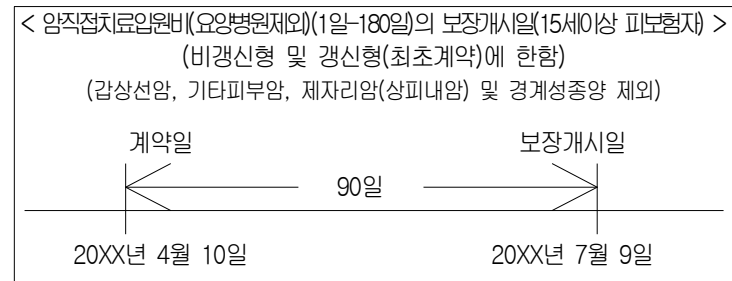 < 암직접치료입원비(요양병원제외)(1일-180일)의 보장개시일(15세이상 피보험자) >
(비갱신형 및 갱신형(최초계약)에 한함)
(갑상선암, 기타피부암, 제자리암(상피내암) 및 경계성종양 제외)
계약일 보장개시일
90일
20XX년 4월 10일 20XX년 7월 9일